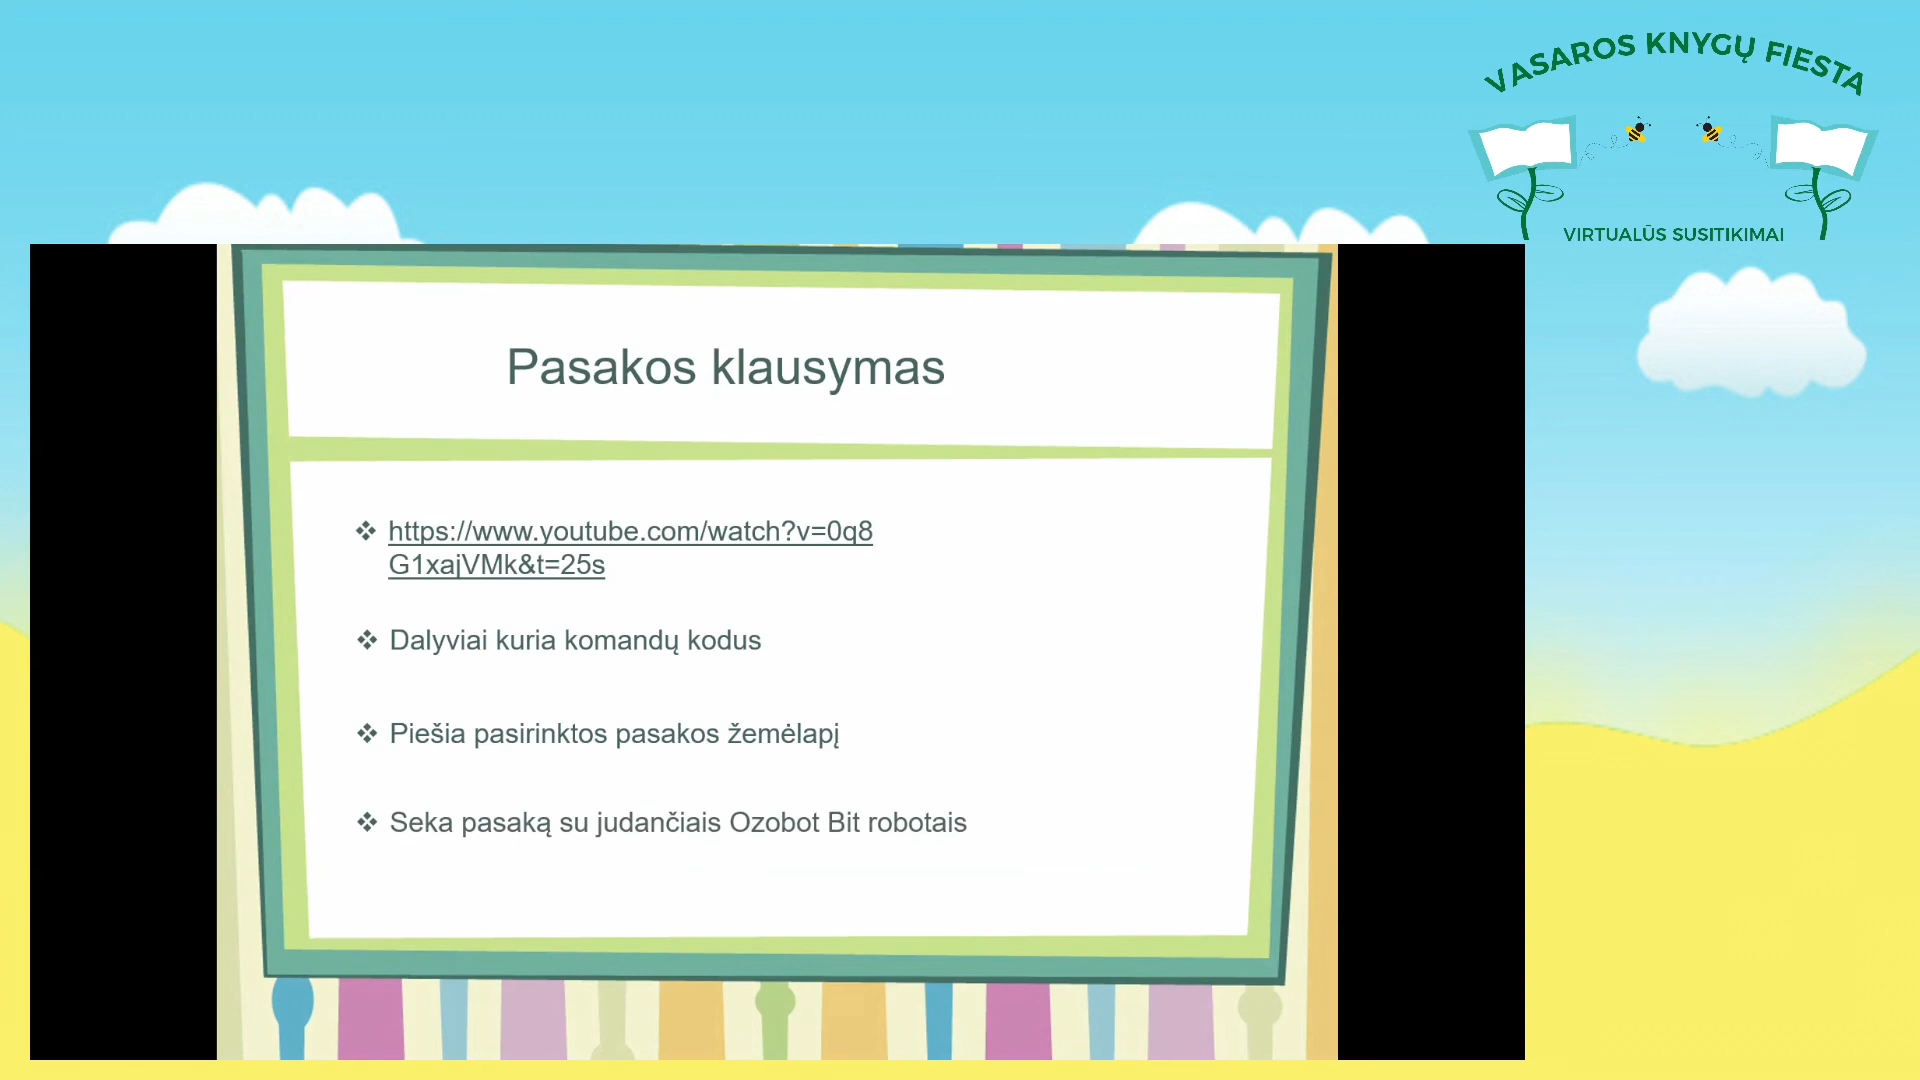 VASAROS KNYGŲ FIESTA
VIRTUALŪS SUSITIKIMAI
Pasakos klausymas
❖ https://www.youtube.com/watch?v=0q8
G1xajVMk&t=25s
❖ Dalyviai kuria komandų kodus
❖ Piešia pasirinktos pasakos žemėlapį
❖ Seka pasaką su judančiais Ozobot Bit robotais